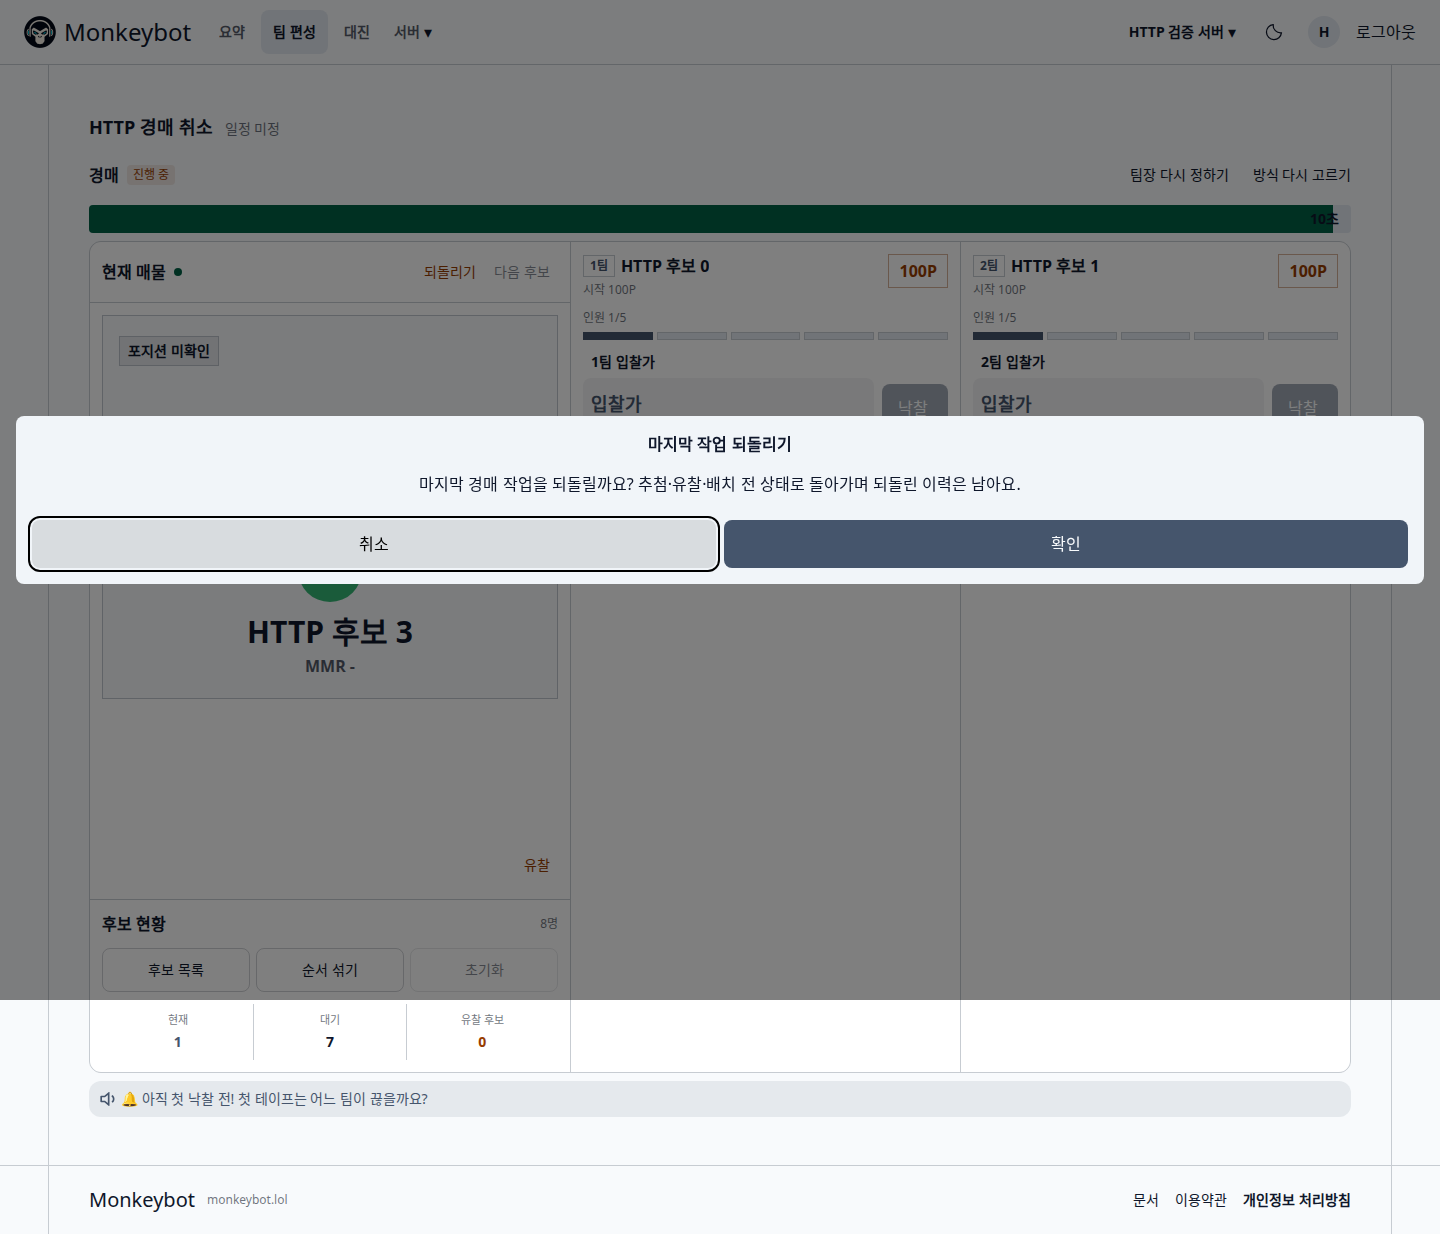 Monkeybot 요약 팀 편성 대진 서버 ▾ HTTP 검증 서버 ▾ H 로그아웃
HTTP 경매 취소 일정 미정
경매 진행 중 팀장 다시 정하기 방식 다시 고르기
10초
현재 매물 되돌리기 다음 후보
1팀 HTTP 후보 0 100P
시작 100P
인원 1/5
1팀 입찰가
입찰가 낙찰
2팀 HTTP 후보 1 100P
시작 100P
인원 1/5
2팀 입찰가
입찰가 낙찰
포지션 미확인
마지막 작업 되돌리기
마지막 경매 작업을 되돌릴까요? 추첨·유찰·배치 전 상태로 돌아가며 되돌린 이력은 남아요.
취소 확인
HTTP 후보 3
MMR -
유찰
후보 현황 8명
후보 목록 순서 섞기 초기화
현재 대기 유찰 후보
1 7 0
🔔 아직 첫 낙찰 전! 첫 테이프는 어느 팀이 끊을까요?
Monkeybot monkeybot.lol 문서 이용약관 개인정보 처리방침